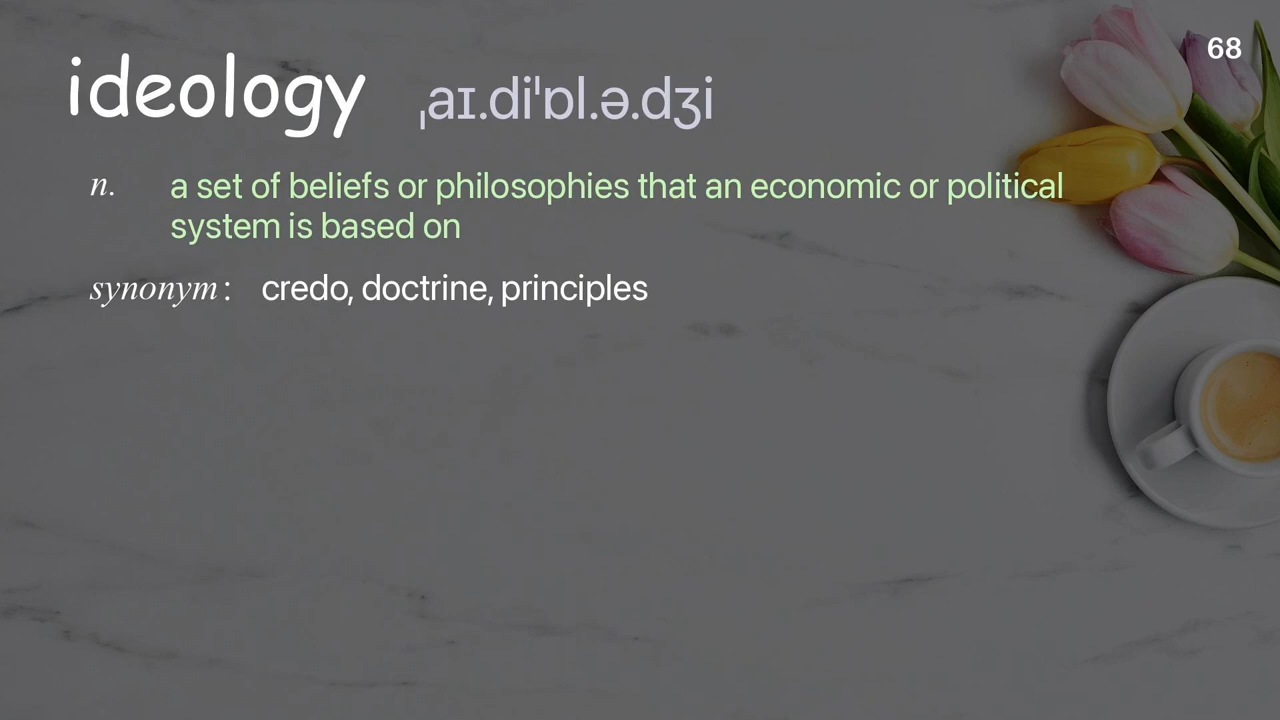 68
ideology ˌaɪ.diˈɒl.ə.dʒi
n. a set of beliefs or philosophies that an economic or political
system is based on
synonym: credo, doctrine, principles